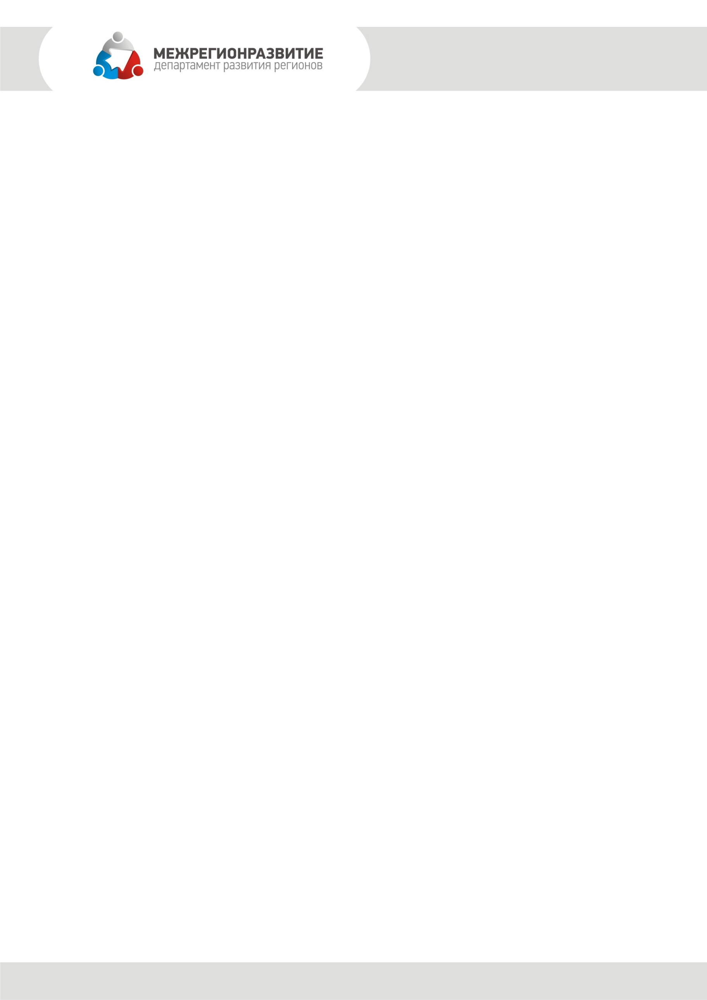 МЕЖРЕГИОНРАЗВИТИЕ
департамент развития регионов